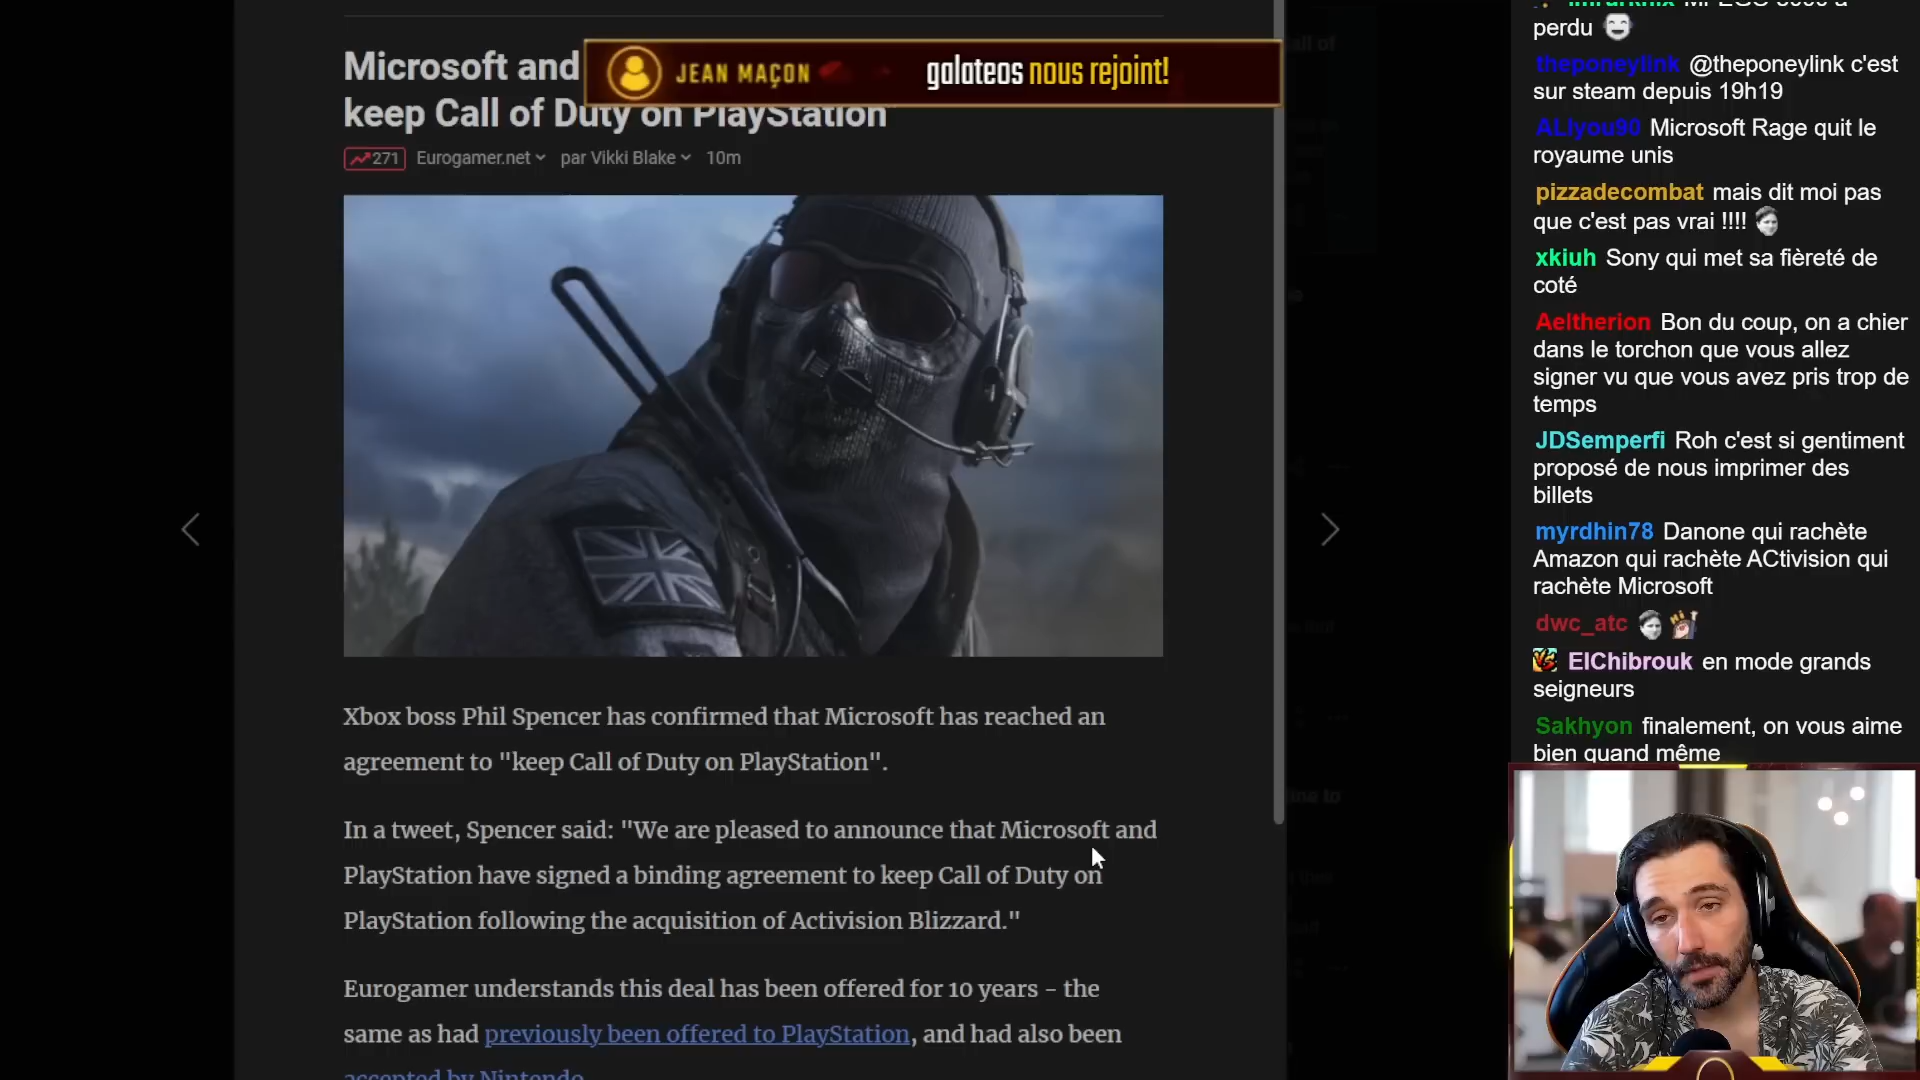 Microsoft and
keep Call of Duty on PlayStation
JEAN MAÇON
galateos nous rejoint!
271 Eurogamer.net par Vikki Blake 10m
Xbox boss Phil Spencer has confirmed that Microsoft has reached an
agreement to "keep Call of Duty on PlayStation".
In a tweet, Spencer said: "We are pleased to announce that Microsoft and
PlayStation have signed a binding agreement to keep Call of Duty on
PlayStation following the acquisition of Activision Blizzard."
Eurogamer understands this deal has been offered for 10 years – the
same as had previously been offered to PlayStation, and had also been
accepted by Nintendo.
perdu
theponeylink @theponeylink c'est
sur steam depuis 19h19
ALIyou90 Microsoft Rage quit le
royaume unis
pizzadecombat mais dit moi pas
que c'est pas vrai !!!!
xkiuh Sony qui met sa fièreté de
coté
Aeltherion Bon du coup, on a chier
dans le torchon que vous allez
signer vu que vous avez pris trop de
temps
JDSemperfi Roh c'est si gentiment
proposé de nous imprimer des
billets
myrdhin78 Danone qui rachète
Amazon qui rachète ACtivision qui
rachète Microsoft
dwc_atc
ElChibrouk en mode grands
seigneurs
Sakhyon finalement, on vous aime
bien quand même